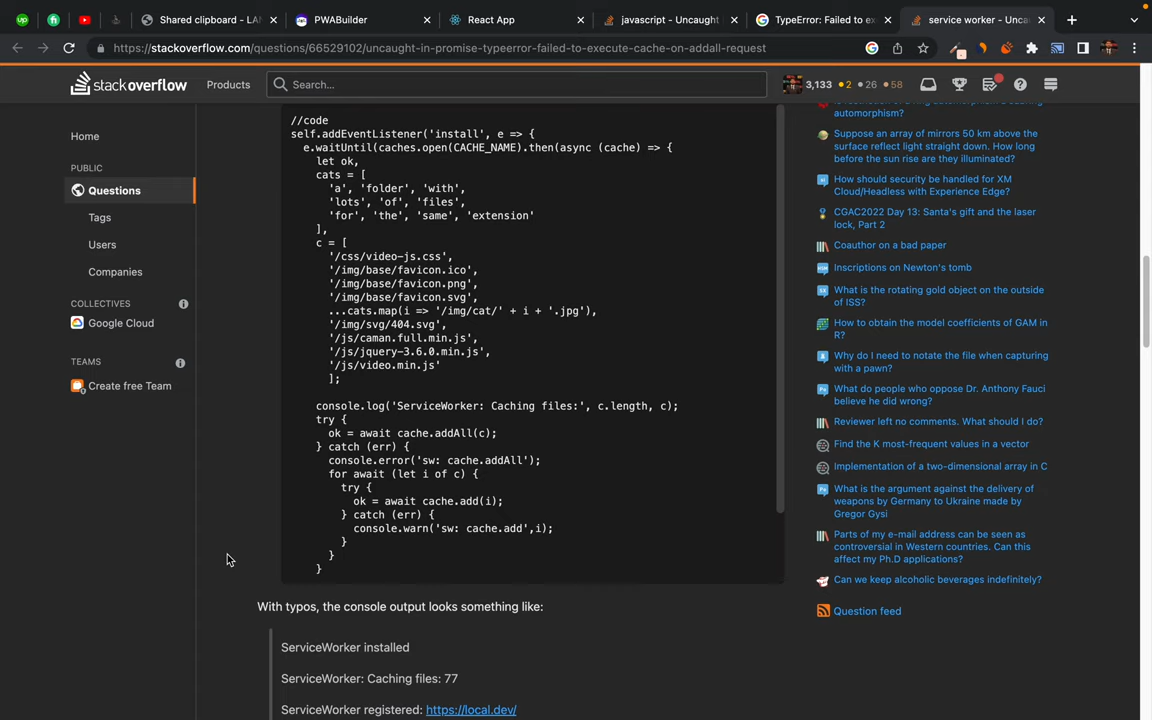 Shared clipboard - LAN
PWABuilder
React App
javascript - Uncaught
TypeError: Failed to ex
service worker - Unca
https://stackoverflow.com/questions/66529102/uncaught-in-promise-typeerror-failed-to-execute-cache-on-addall-request
stackoverflow
Products
Search...
3,133
2
26
58
Home
PUBLIC
Questions
Tags
Users
Companies
COLLECTIVES
Google Cloud
TEAMS
Create free Team
//code
self.addEventListener('install', e => {
e.waitUntil(caches.open(CACHE_NAME).then(async (cache) => {
let ok,
cats = [
'a', 'folder', 'with',
'lots', 'of', 'files',
'for', 'the', 'same', 'extension'
],
c = [
'/css/video-js.css',
'/img/base/favicon.ico',
'/img/base/favicon.png',
'/img/base/favicon.svg',
...cats.map(i => '/img/cat/' + i + '.jpg'),
'/img/svg/404.svg',
'/js/caman.full.min.js',
'/js/jquery-3.6.0.min.js',
'/js/video.min.js'
];
console.log('ServiceWorker: Caching files:', c.length, c);
try {
ok = await cache.addAll(c);
} catch (err) {
console.error('sw: cache.addAll');
for await (let i of c) {
try {
ok = await cache.add(i);
} catch (err) {
console.warn('sw: cache.add',i);
}
}
}
With typos, the console output looks something like:
ServiceWorker installed
ServiceWorker: Caching files: 77
ServiceWorker registered: https://local.dev/
automorphism?
Suppose an array of mirrors 50 km above the
surface reflect light straight down. How long
before the sun rise are they illuminated?
How should security be handled for XM
Cloud/Headless with Experience Edge?
CGAC2022 Day 13: Santa's gift and the laser
lock, Part 2
Coauthor on a bad paper
Inscriptions on Newton's tomb
What is the rotating gold object on the outside
of ISS?
How to obtain the model coefficients of GAM in
R?
Why do I need to notate the file when capturing
with a pawn?
What do people who oppose Dr. Anthony Fauci
believe he did wrong?
Reviewer left no comments. What should I do?
Find the K most-frequent values in a vector
Implementation of a two-dimensional array in C
What is the argument against the delivery of
weapons by Germany to Ukraine made by
Gregor Gysi
Parts of my e-mail address can be seen as
controversial in Western countries. Can this
affect my Ph.D applications?
Can we keep alcoholic beverages indefinitely?
Question feed